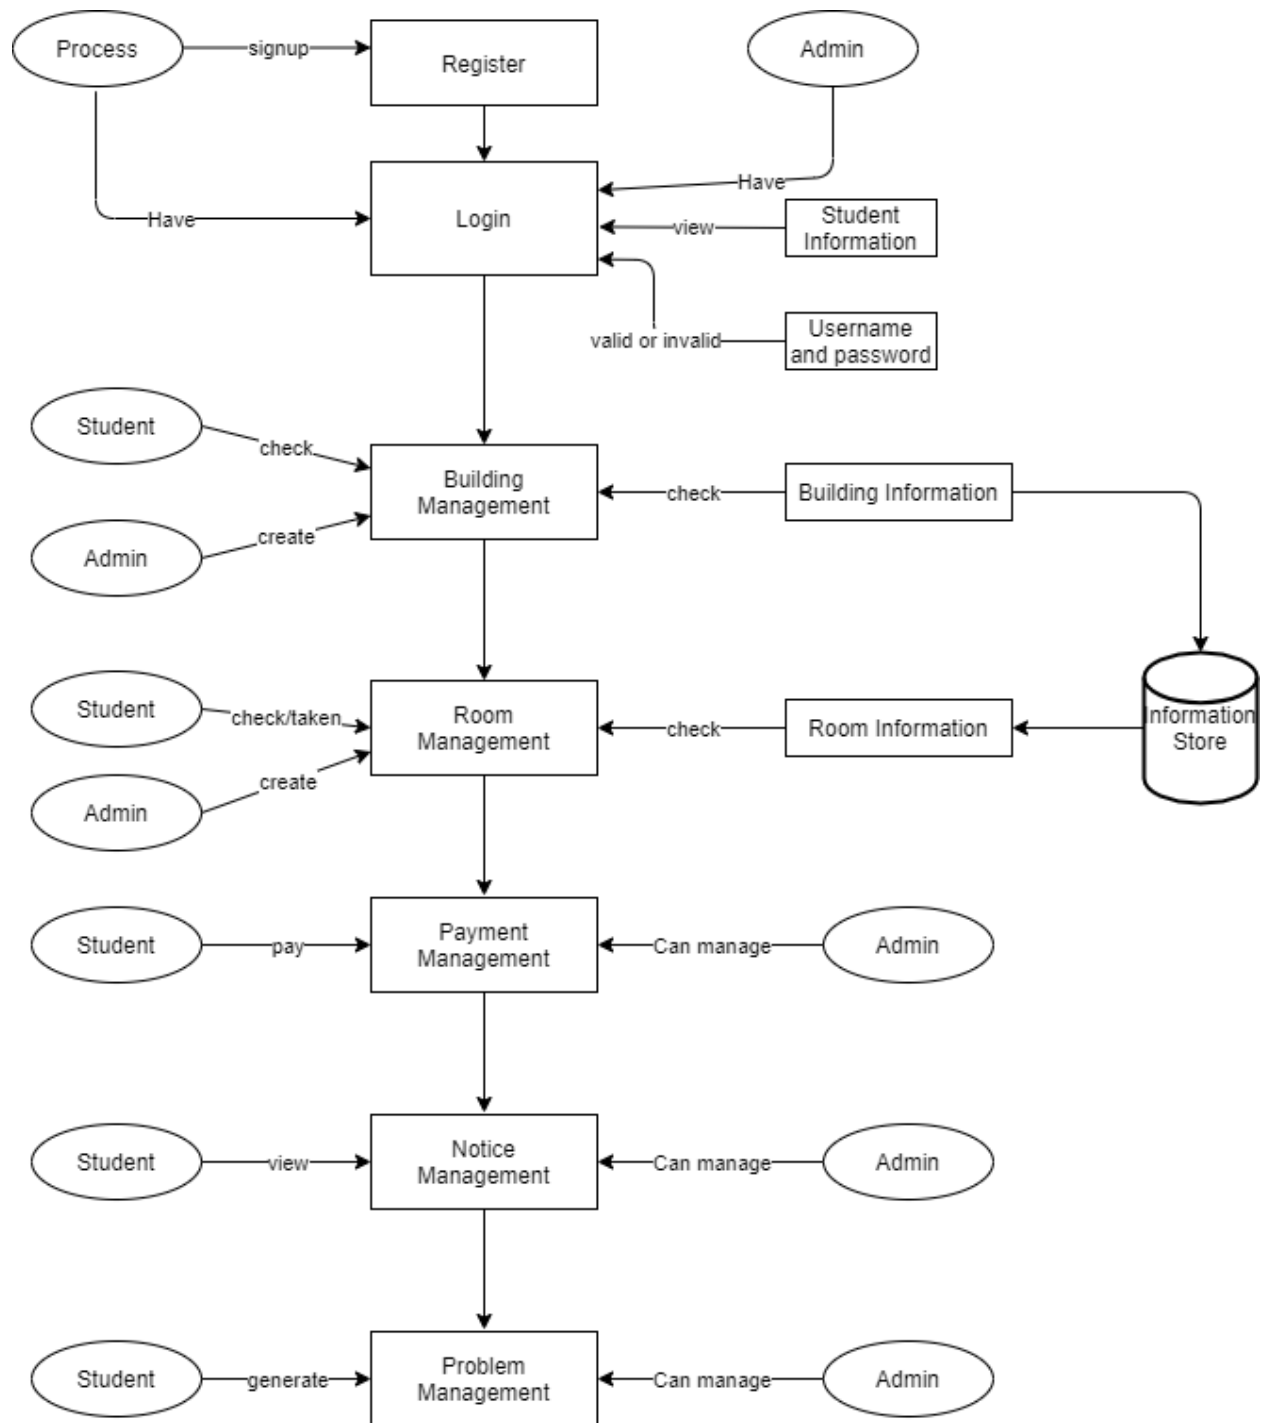 Process
signup
Register
Admin
Have
Login
Have
view
Student
Information
valid or invalid
Username
and password
Student
check
Admin
create
Building
Management
check
Building Information
Student
check/taken
Admin
create
Room
Management
check
Room Information
Information
Store
Student
pay
Payment
Management
Can manage
Admin
Student
view
Notice
Management
Can manage
Admin
Student
generate
Problem
Management
Can manage
Admin